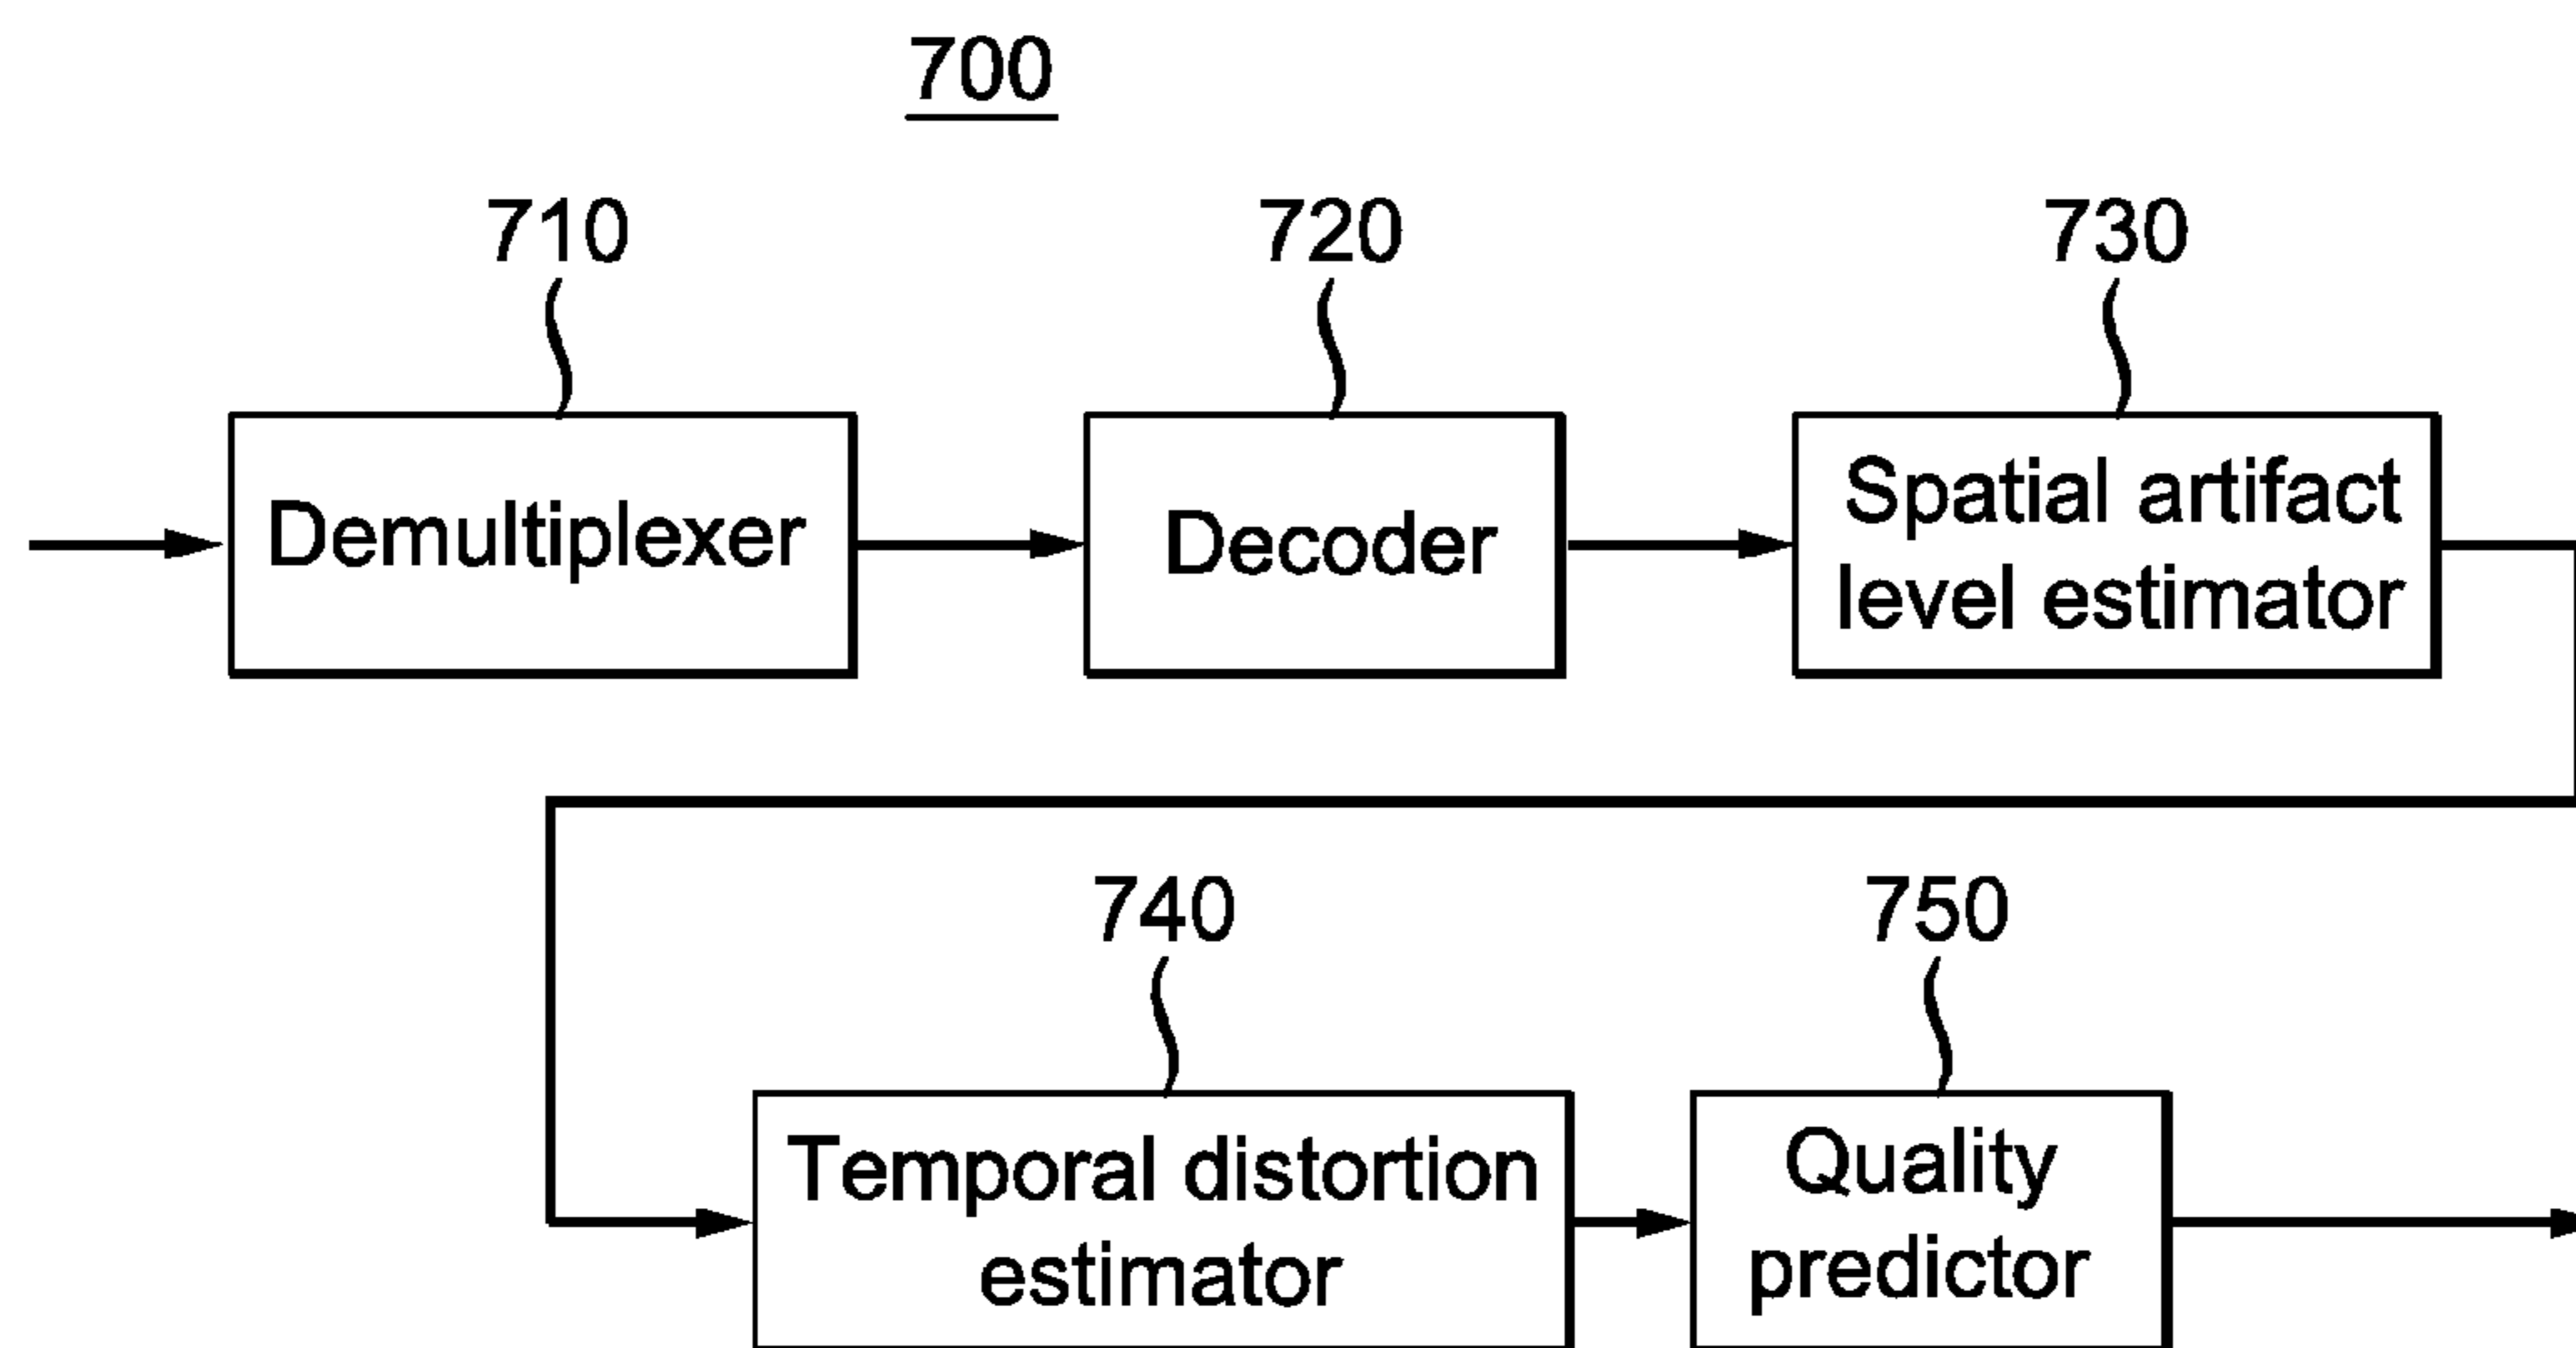 700
710
720
730
Demultiplexer
Decoder
Spatial artifact
level estimator
740
750
Temporal distortion
estimator
Quality
predictor